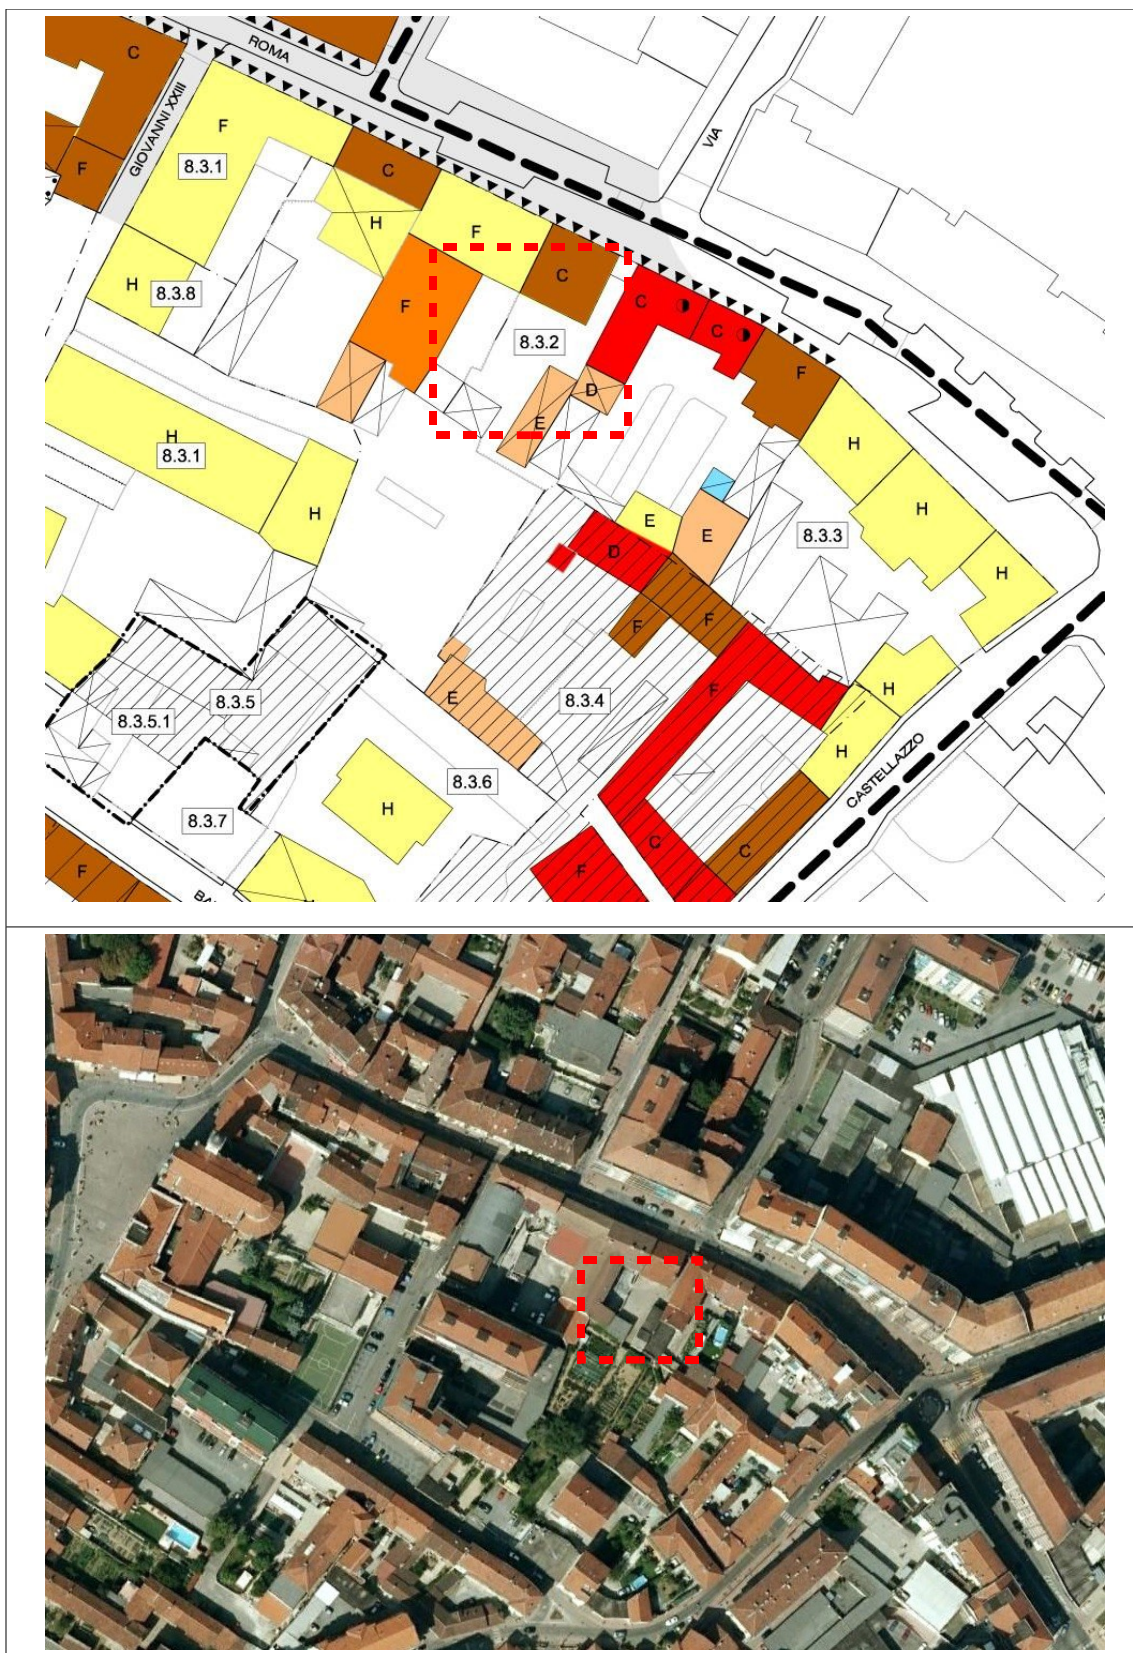 ROMA
C
GIOVANNI XXIII
F
F
8.3.1
C
VIA
H
F
C
H
8.3.8
F
8.3.2
C
C
D
F
E
H
8.3.1
H
H
H
H
E
E
8.3.3
D
F
F
H
E
8.3.4
F
H
8.3.5
8.3.5.1
H
8.3.6
CASTELLAZZO
8.3.7
H
C
C
F
F